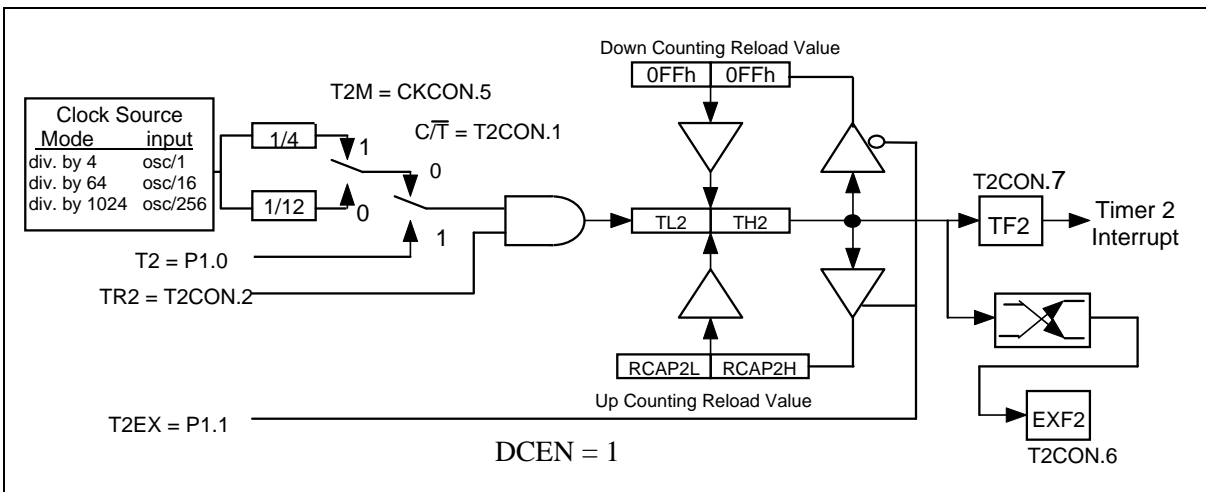 Down Counting Reload Value
0FFh 0FFh
T2M = CKCON.5
Clock Source
Mode input
div. by 4 osc/1
div. by 64 osc/16
div. by 1024 osc/256
C/T̅ = T2CON.1
1/4
1
0
1/12
0
1
T2CON.7
TL2 TH2
TF2
Timer 2
Interrupt
T2 = P1.0
TR2 = T2CON.2
RCAP2L RCAP2H
Up Counting Reload Value
T2EX = P1.1
EXF2
T2CON.6
DCEN = 1